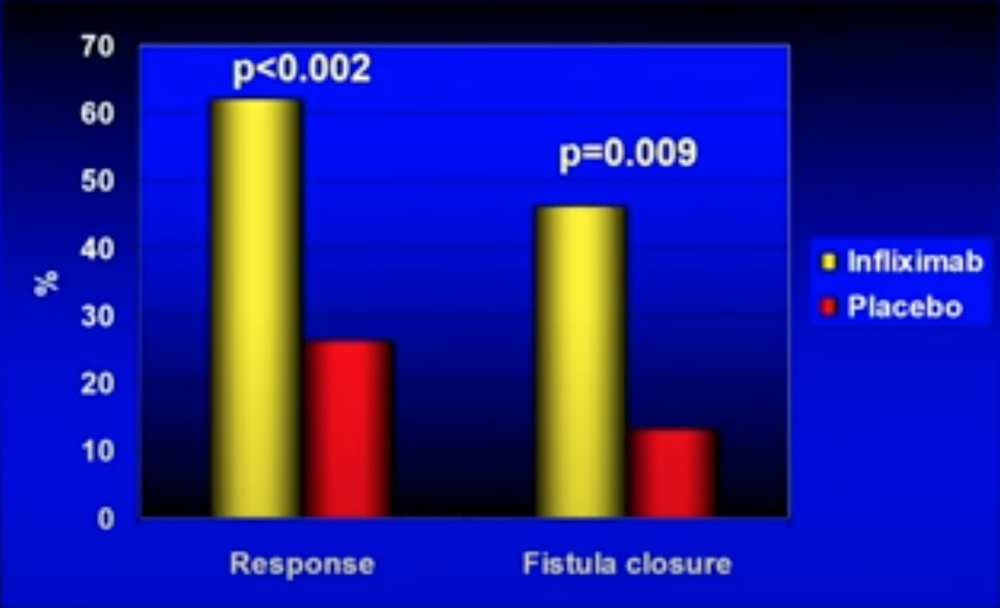 70
p<0.002
60
p=0.009
50
40
%
30
20
10
0
Infliximab
Placebo
Response
Fistula closure